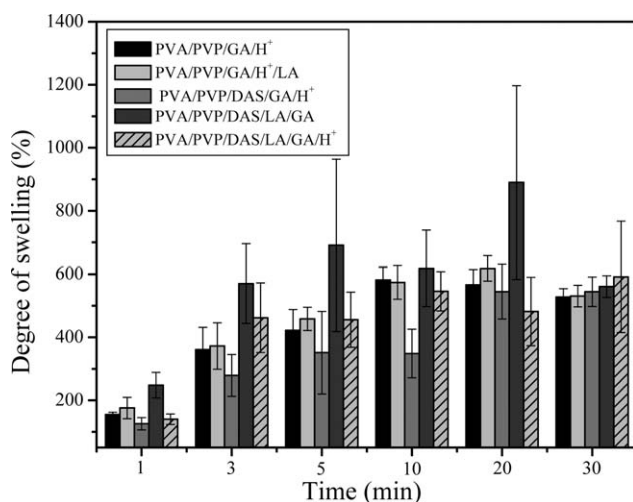 1400
1200
1000
800
600
400
200
Degree of swelling (%)
PVA/PVP/GA/H⁺
PVA/PVP/GA/H⁺/LA
PVA/PVP/DAS/GA/H⁺
PVA/PVP/DAS/LA/GA
PVA/PVP/DAS/LA/GA/H⁺
1 3 5 10 20 30
Time (min)